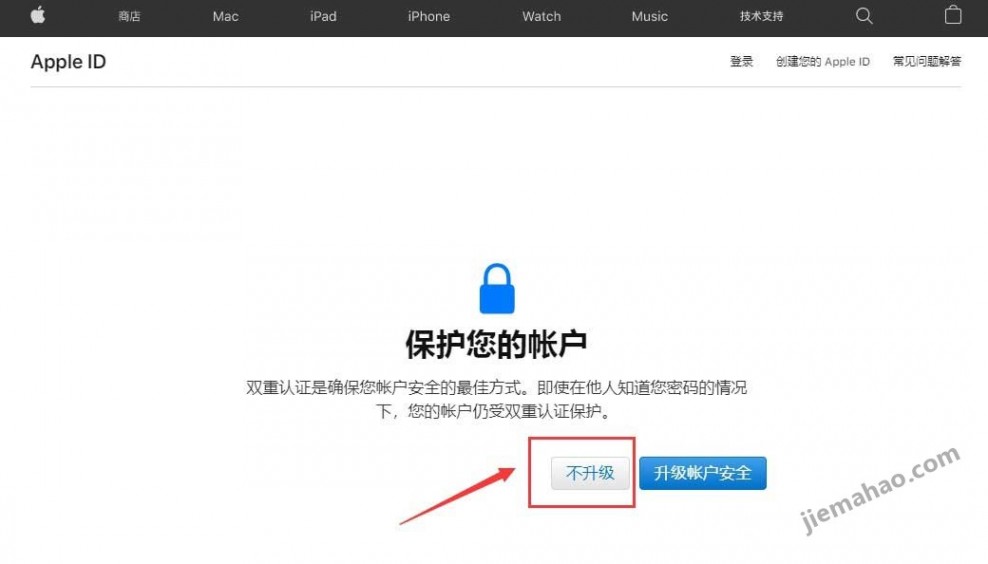 商店 Mac iPad iPhone Watch Music 技术支持
Apple ID 登录 创建您的 Apple ID 常见问题解答
保护您的帐户
双重认证是确保您帐户安全的最佳方式。即使在他人知道您密码的情况
下，您的帐户仍受双重认证保护。
不升级 升级帐户安全
jiemahao.com